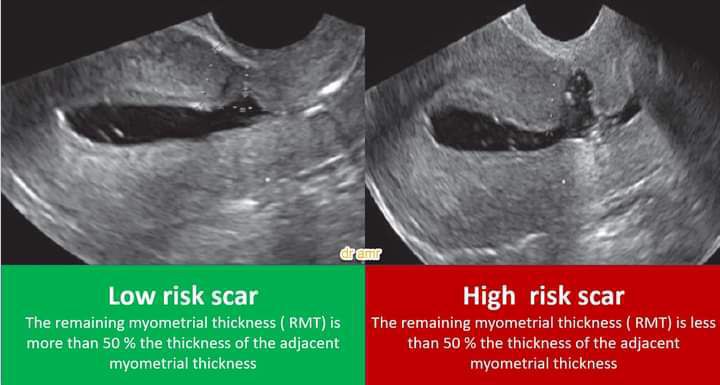 dr amr
Low risk scar
The remaining myometrial thickness ( RMT) is
more than 50 % the thickness of the adjacent
myometrial thickness
High  risk scar
The remaining myometrial thickness ( RMT) is less
than 50 % the thickness of the adjacent
myometrial thickness